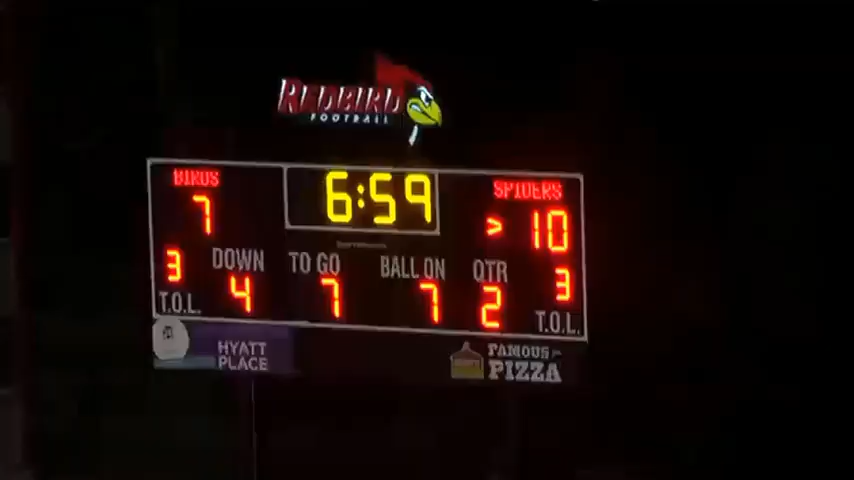 REDBIRD
FOOTBALL
BIRDS
7
6:59
SPIDERS
> 10
3
DOWN 4
TO GO 7
BALL ON 7
QTR 2
3
T.O.L.
T.O.L.
HYATT
PLACE
FAMOUS
PIZZA